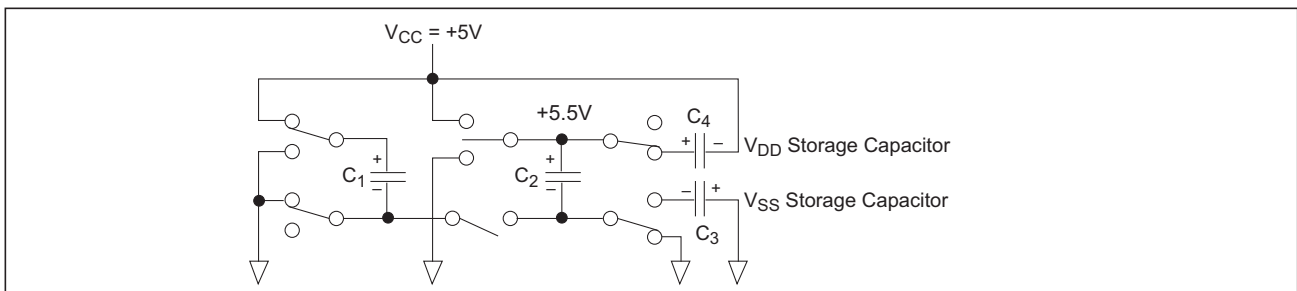 V_CC = +5V
+5.5V
C_4
+ –
V_DD Storage Capacitor
+
C_1
–
+
C_2
–
– +
V_SS Storage Capacitor
C_3